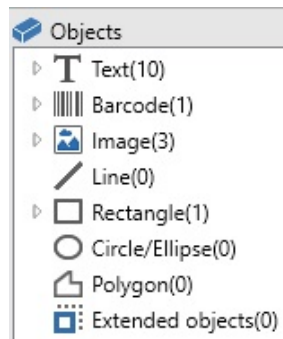 Objects
Text(10)
Barcode(1)
Image(3)
Line(0)
Rectangle(1)
Circle/Ellipse(0)
Polygon(0)
Extended objects(0)